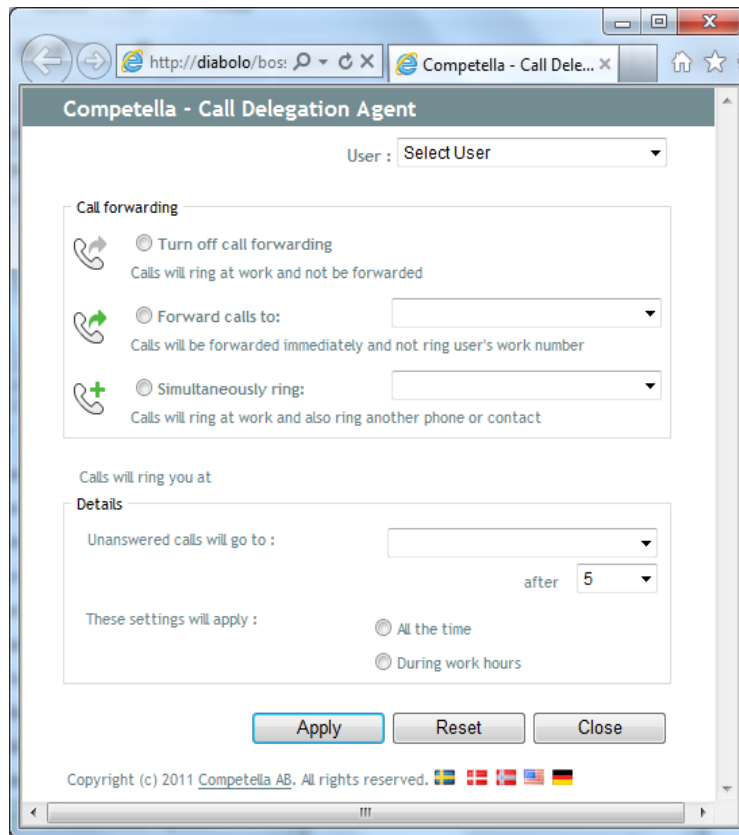 http://diabolo/bos:
Competella - Call Dele...
Competella - Call Delegation Agent
User : Select User
Call forwarding
Turn off call forwarding
Calls will ring at work and not be forwarded
Forward calls to:
Calls will be forwarded immediately and not ring user's work number
Simultaneously ring:
Calls will ring at work and also ring another phone or contact
Calls will ring you at
Details
Unanswered calls will go to :
after 5
These settings will apply :
All the time
During work hours
Apply Reset Close
Copyright (c) 2011 Competella AB. All rights reserved.